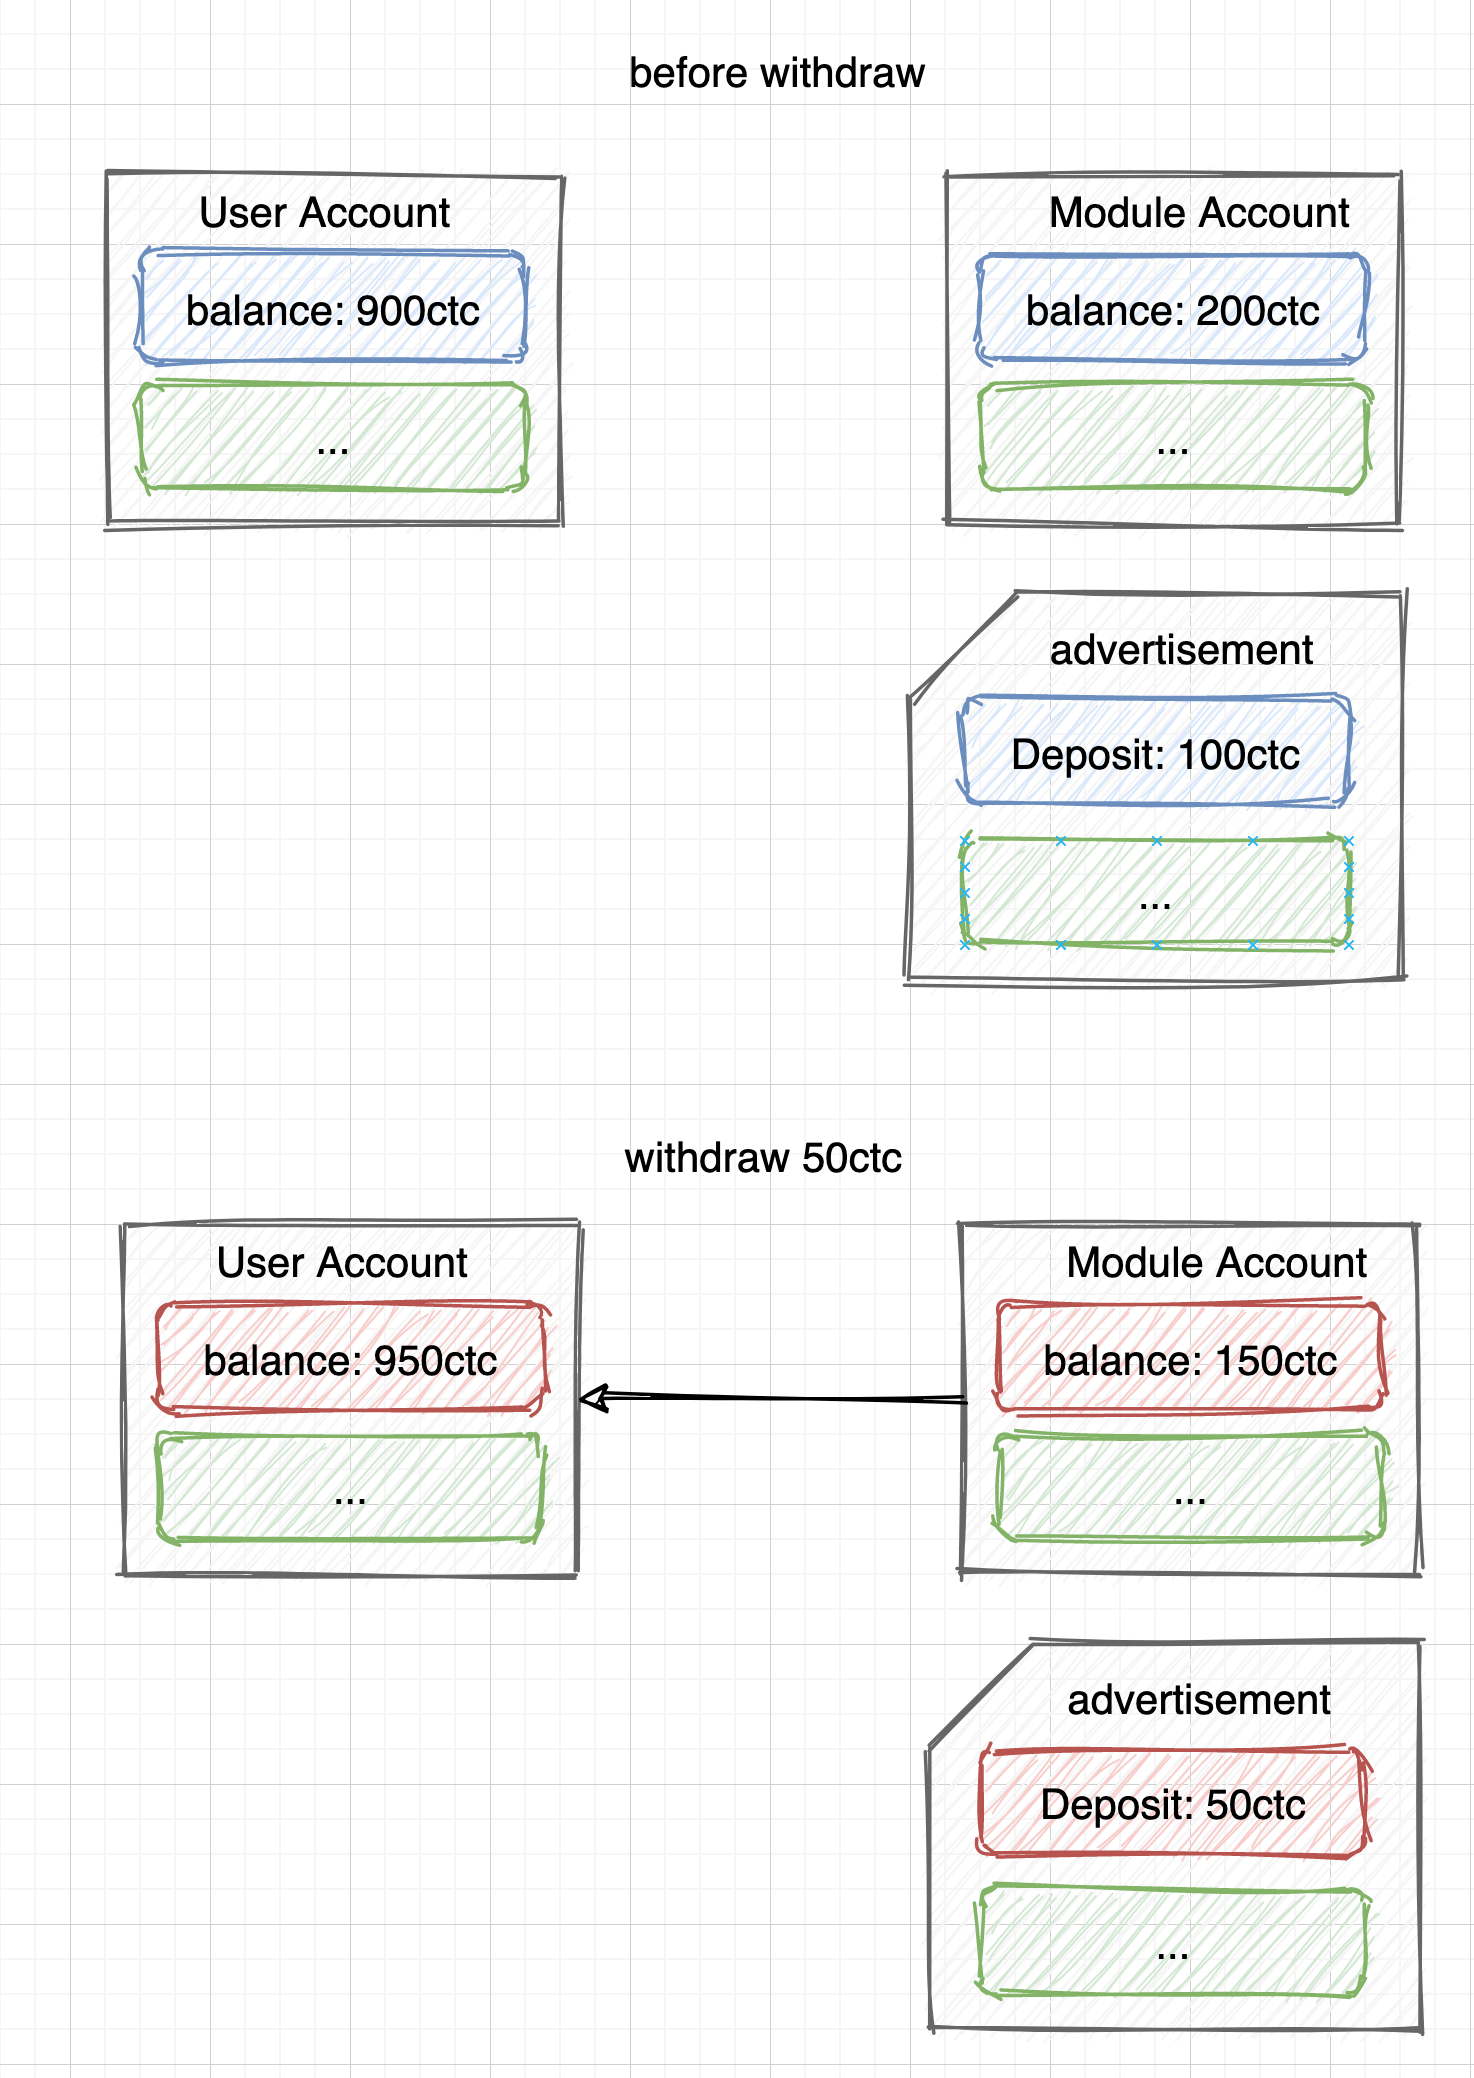 before withdraw
User Account
Module Account
balance: 900ctc
balance: 200ctc
...
...
advertisement
Deposit: 100ctc
...
withdraw 50ctc
User Account
Module Account
balance: 950ctc
balance: 150ctc
...
...
advertisement
Deposit: 50ctc
...